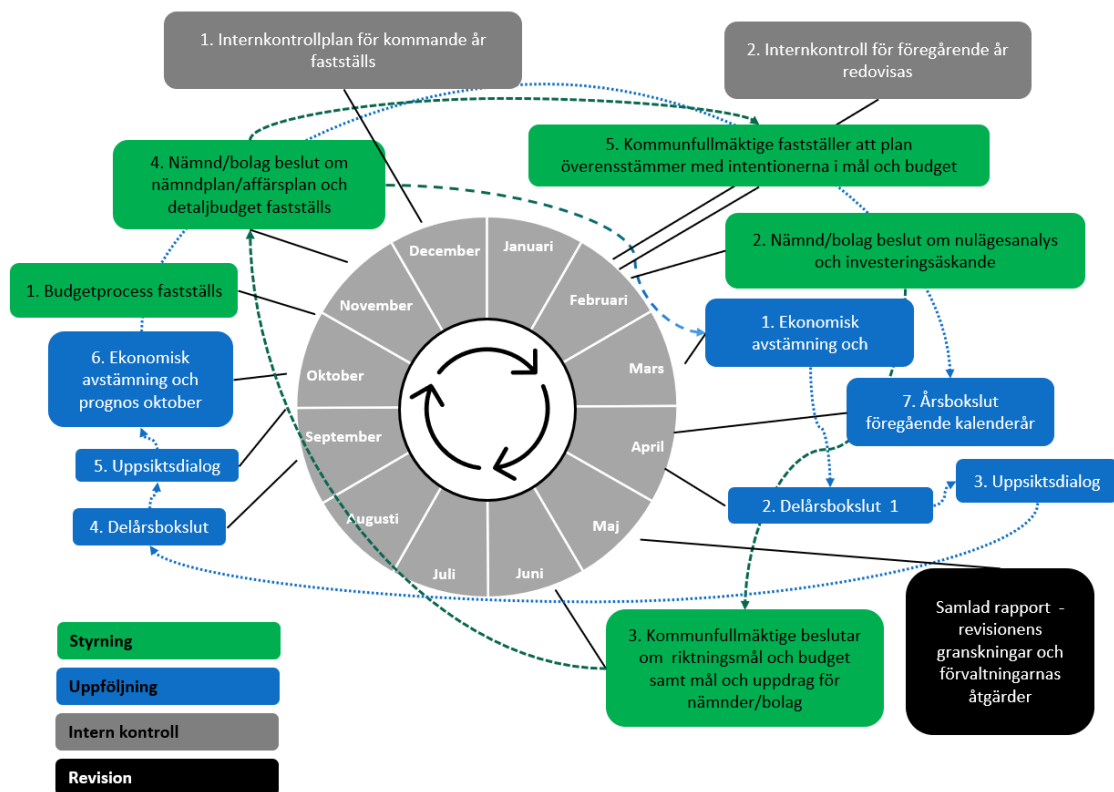 1. Internkontrollplan för kommande år
fastställs
2. Internkontroll för föregårende år
redovisas
4. Nämnd/bolag beslut om
nämndplan/affärsplan och
detaljbudget fastställs
5. Kommunfullmäktige fastställer att plan
överensstämmer med intentionerna i mål och budget
2. Nämnd/bolag beslut om nulägesanalys
och investeringsäskande
1. Budgetprocess fastställs
1. Ekonomisk
avstämning och
6. Ekonomisk
avstämning och
prognos oktober
7. Årsbokslut
föregående kalenderår
5. Uppsiktsdialog
4. Delårsbokslut
2. Delårsbokslut 1
3. Uppsiktsdialog
3. Kommunfullmäktige beslutar
om riktningsmål och budget
samt mål och uppdrag för
nämnder/bolag
Samlad rapport -
revisionens
granskningar och
förvaltningarnas
åtgärder
Januari
Februari
Mars
April
Maj
Juni
Juli
Augusti
September
Oktober
November
December
Styrning
Uppföljning
Intern kontroll
Revision